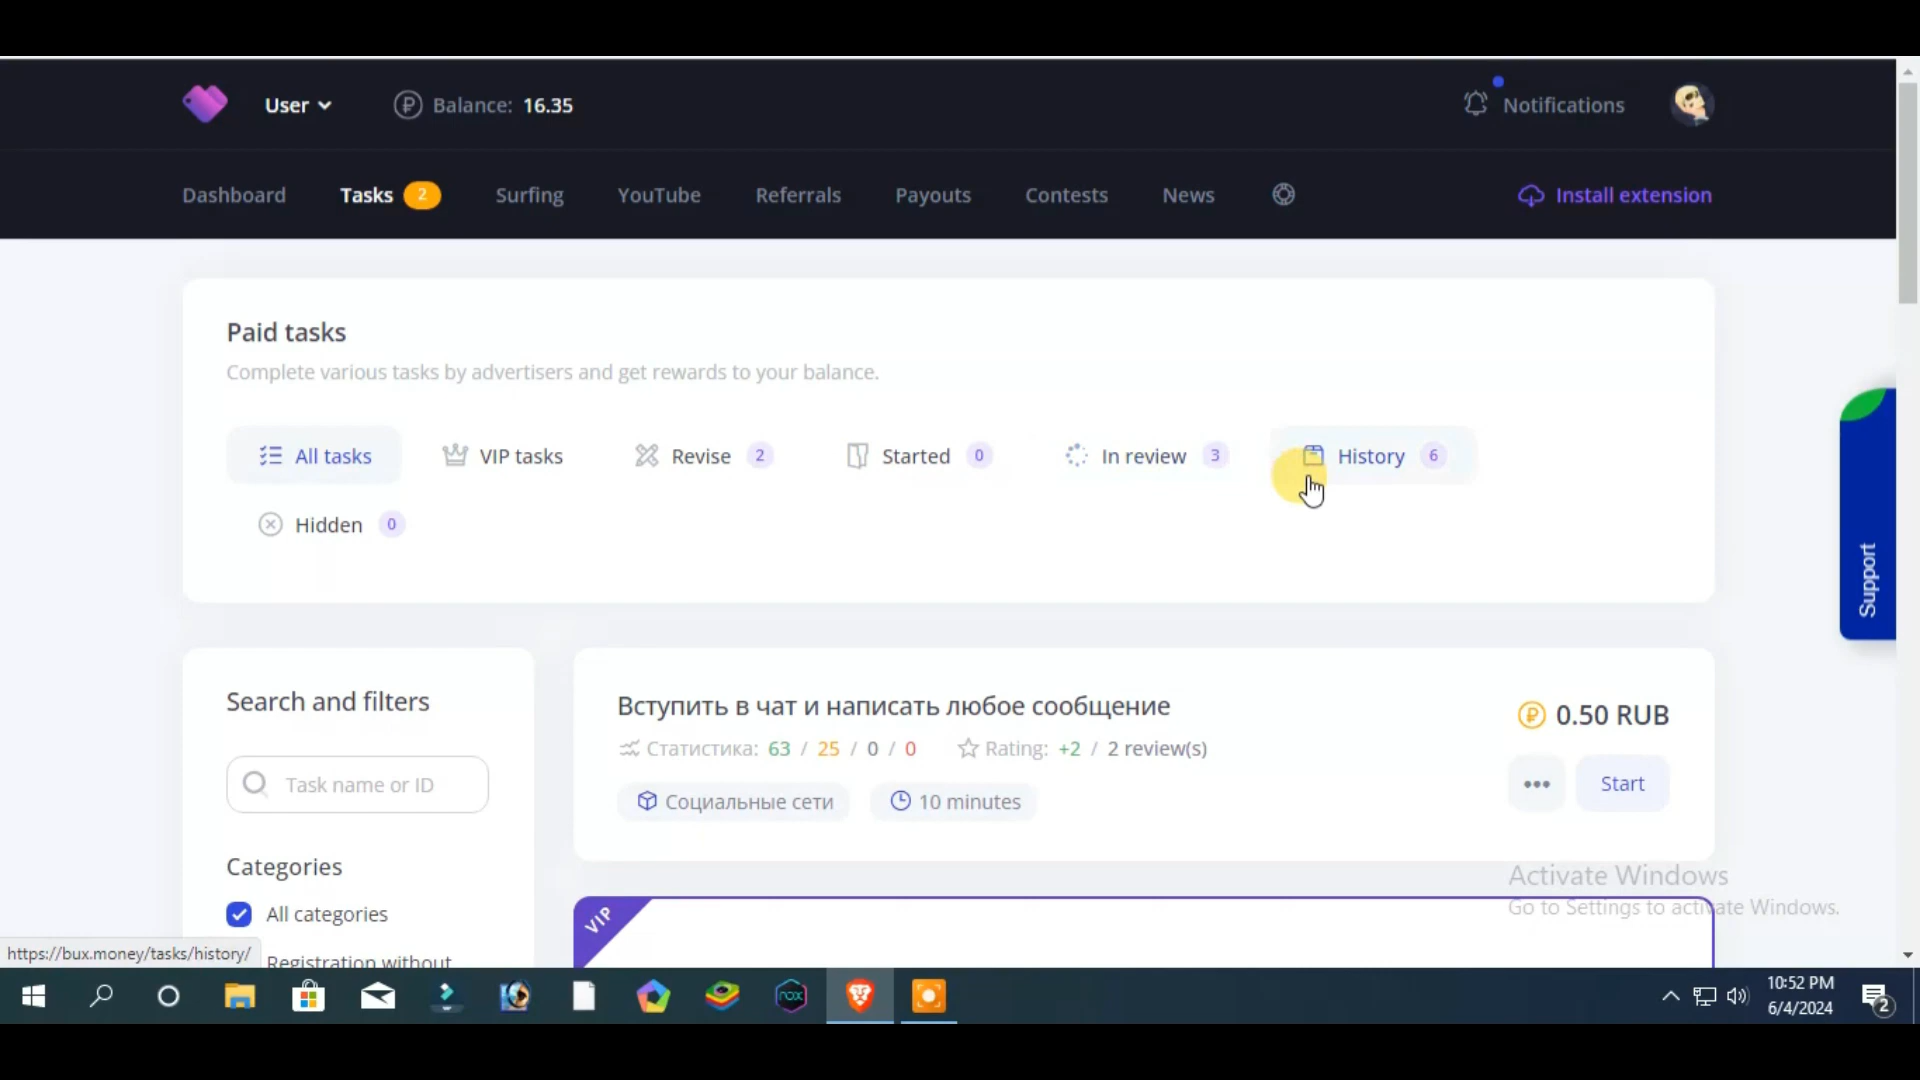 User
Balance: 16.35
Notifications
Dashboard
Tasks 2
Surfing
YouTube
Referrals
Payouts
Contests
News
Install extension
Paid tasks
Complete various tasks by advertisers and get rewards to your balance.
All tasks
VIP tasks
Revise 2
Started 0
In review 3
History 6
Hidden 0
Support
Search and filters
Task name or ID
Categories
All categories
Registration without
Вступить в чат и написать любое сообщение
Статистика: 63 / 25 / 0 / 0
Rating: +2 / 2 review(s)
Социальные сети
10 minutes
0.50 RUB
Start
VIP
Activate Windows
Go to Settings to activate Windows.
https://bux.money/tasks/history/
nox
10:52 PM
6/4/2024
2